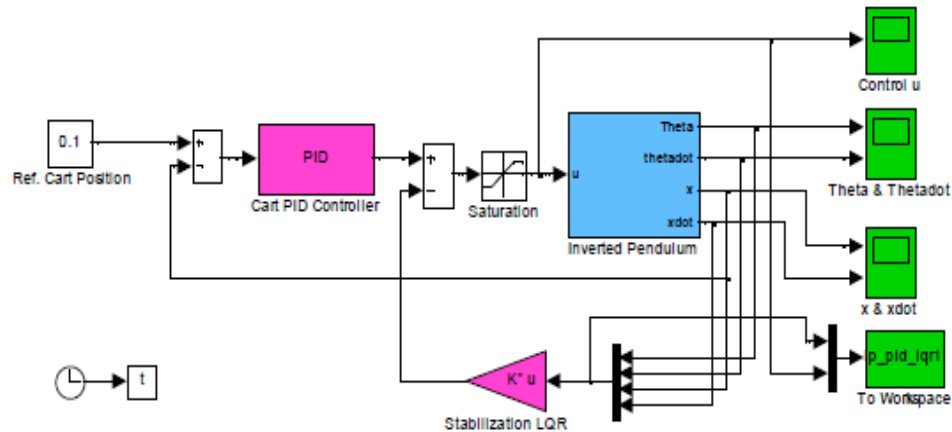 Control u
0.1
Ref. Cart Position
+
−
PID
Cart PID Controller
+
−
Saturation
u
Theta
thetadot
x
xdot
Inverted Pendulum
Theta & Thetadot
x & xdot
t
K* u
Stabilization LQR
p_pid_lqrl
To Workspace